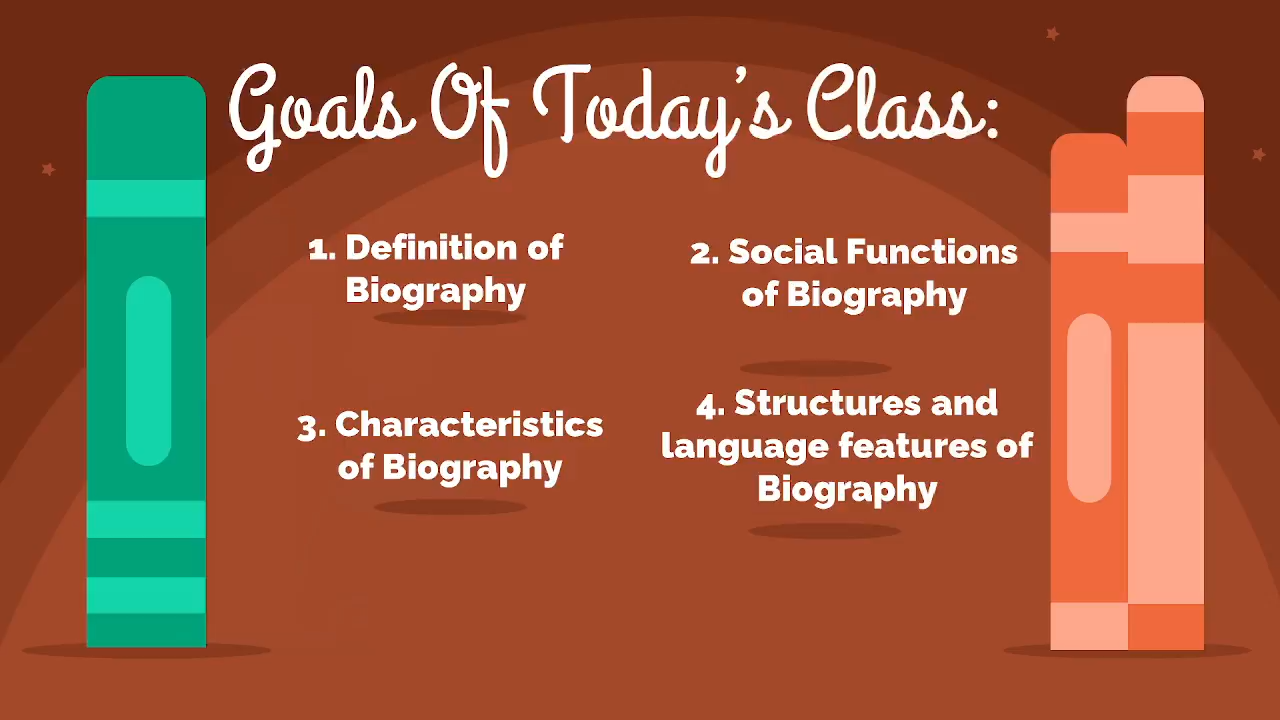 Goals Of Today's Class:
1. Definition of
Biography
2. Social Functions
of Biography
3. Characteristics
of Biography
4. Structures and
language features of
Biography